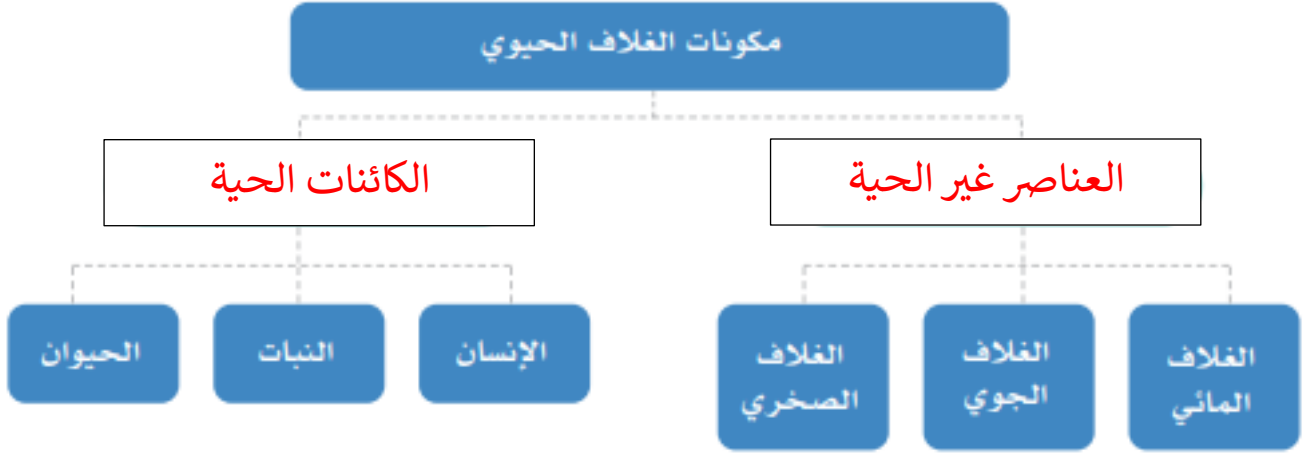 مكونات الغلاف الحيوي
العناصر غير الحية
الكائنات الحية
الغلاف
المائي
الغلاف
الجوي
الغلاف
الصخري
الإنسان
النبات
الحيوان